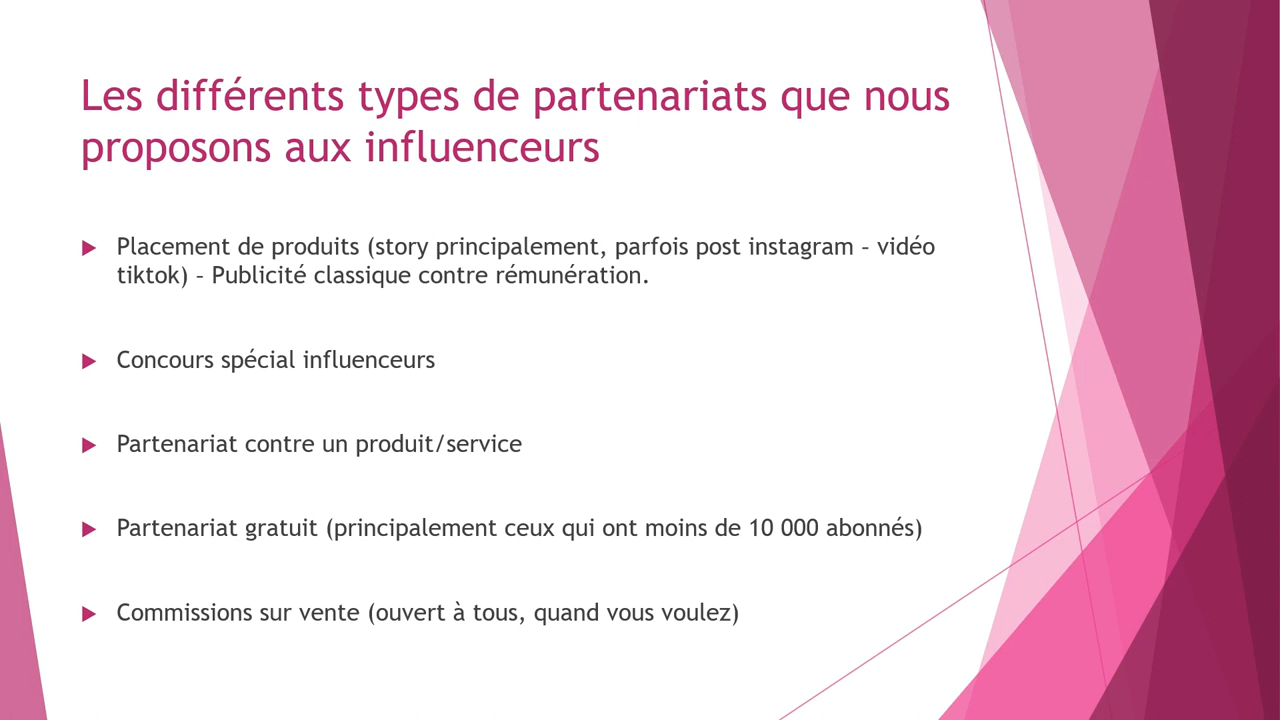 Les différents types de partenariats que nous
proposons aux influenceurs
Placement de produits (story principalement, parfois post instagram – vidéo
tiktok) – Publicité classique contre rémunération.
Concours spécial influenceurs
Partenariat contre un produit/service
Partenariat gratuit (principalement ceux qui ont moins de 10 000 abonnés)
Commissions sur vente (ouvert à tous, quand vous voulez)